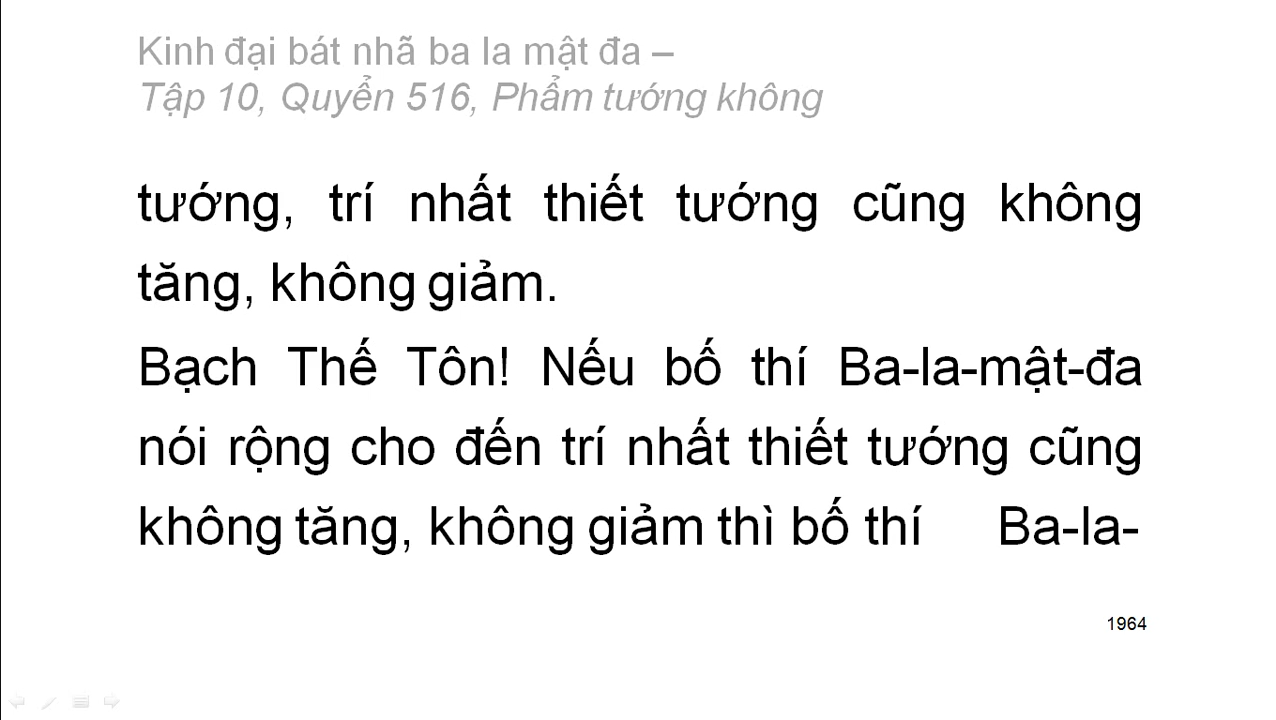 Kinh đại bát nhã ba la mật đa –
Tập 10, Quyển 516, Phẩm tướng không
tướng, trí nhất thiết tướng cũng không
tăng, không giảm.
Bạch Thế Tôn! Nếu bố thí Ba-la-mật-đa
nói rộng cho đến trí nhất thiết tướng cũng
không tăng, không giảm thì bố thí Ba-la-
1964